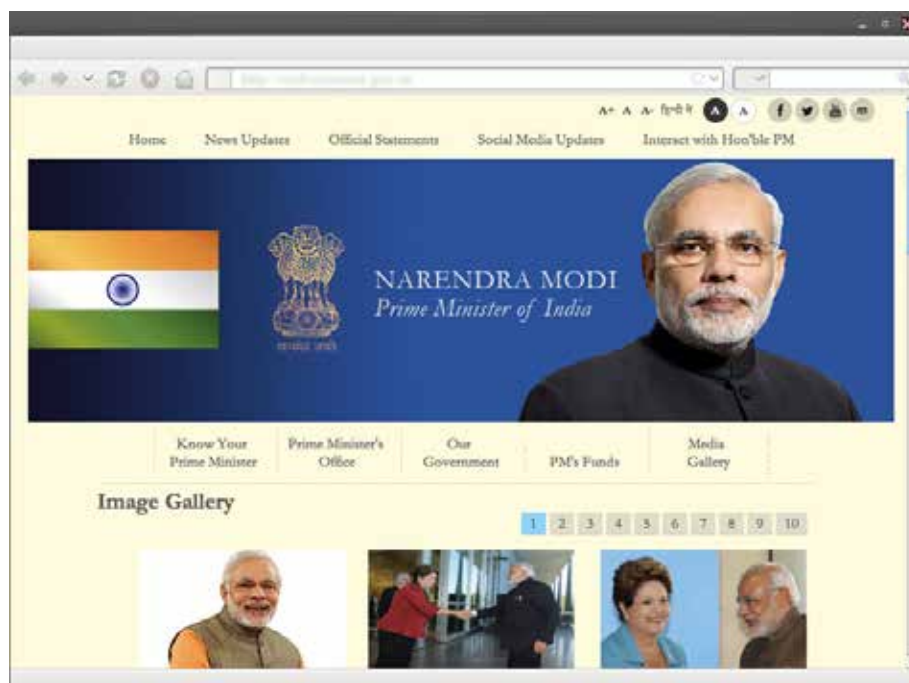 A+ A A- हिन्दी में A A
Home News Updates Official Statements Social Media Updates Interact with Hon'ble PM
NARENDRA MODI
Prime Minister of India
Know Your Prime Minister's Our Media
Prime Minister Office Government PM's Funds Gallery
Image Gallery
1 2 3 4 5 6 7 8 9 10